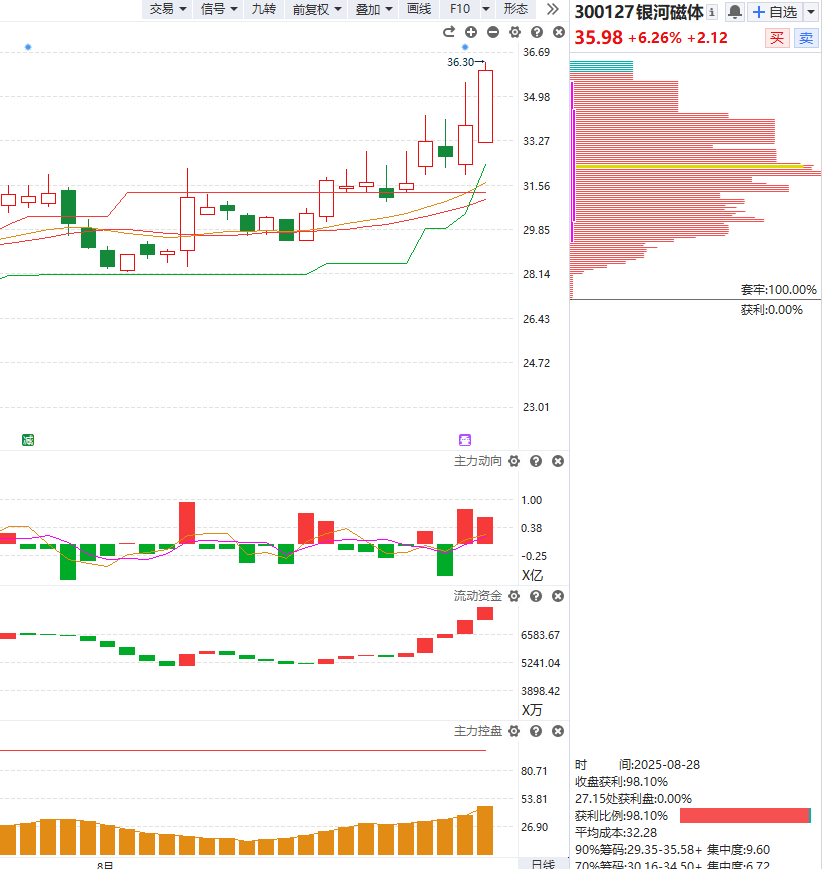 交易 信号 九转 前复权 叠加 画线 F10 形态
300127银河磁体 自选
35.98 +6.26% +2.12 买 卖
36.69
36.30
34.98
33.27
31.56
29.85
28.14
26.43
24.72
23.01
减
套牢:100.00%
获利:0.00%
主力动向
1.00
0.38
-0.25
X亿
流动资金
6583.67
5241.04
3898.42
X万
主力控盘
80.71
53.81
26.90
8月 日线
时 间:2025-08-28
收盘获利:98.10%
27.15处获利盘:0.00%
获利比例:98.10%
平均成本:32.28
90%筹码:29.35-35.58+ 集中度:9.60
70%筹码:30.16-34.50+ 集中度:6.72